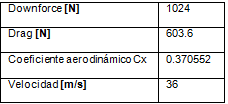 Downforce [N] 1024
Drag [N] 603.6
Coeficiente aerodinámico Cx 0.370552
Velocidad [m/s] 36